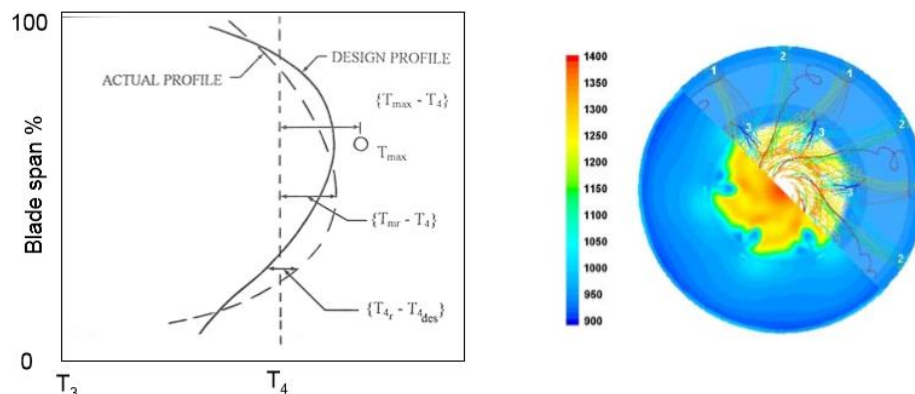 100
ACTUAL PROFILE
DESIGN PROFILE
{Tmax - T4}
Tmax
{Tmr - T4}
{T4r - T4des}
Blade span %
0
T3
T4
1400
1350
1300
1250
1200
1150
1100
1050
1000
950
900
1
2
1
2
3
3
3
2